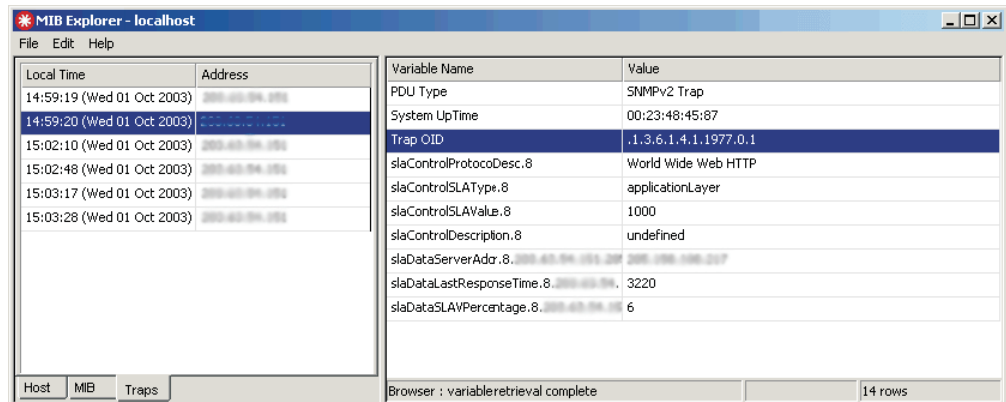 MIB Explorer - localhost
File Edit Help
Local Time Address
14:59:19 (Wed 01 Oct 2003)
14:59:20 (Wed 01 Oct 2003)
15:02:10 (Wed 01 Oct 2003)
15:02:48 (Wed 01 Oct 2003)
15:03:17 (Wed 01 Oct 2003)
15:03:28 (Wed 01 Oct 2003)
Host MIB Traps
Variable Name Value
PDU Type SNMPv2 Trap
System UpTime 00:23:48:45:87
Trap OID .1.3.6.1.4.1.1977.0.1
slaControlProtocoDesc.8 World Wide Web HTTP
slaControlSLAType.8 applicationLayer
slaControlSLAValue.8 1000
slaControlDescription.8 undefined
slaDataServerAddr.8.
slaDataLastResponseTime.8. 3220
slaDataSLAVPercentage.8. 6
Browser : variable retrieval complete 14 rows